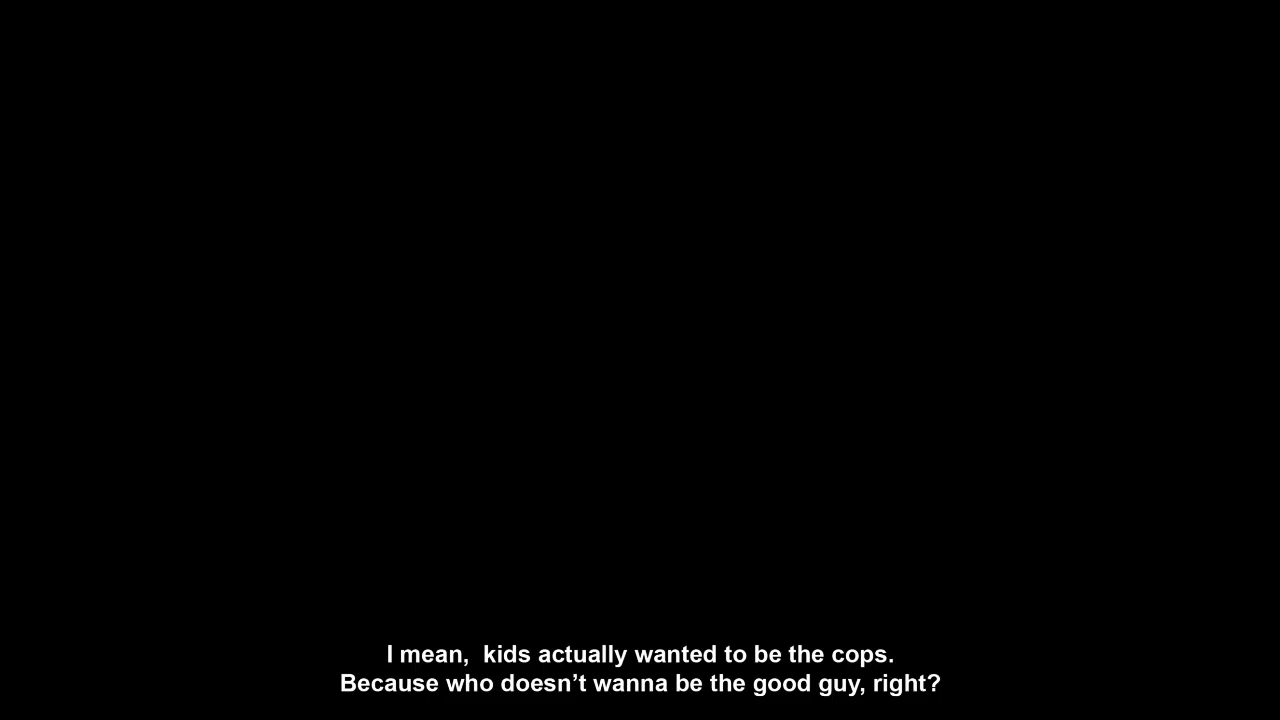 I mean,  kids actually wanted to be the cops.
Because who doesn’t wanna be the good guy, right?